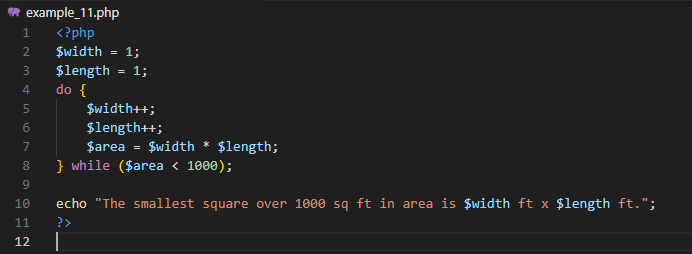 example_11.php
1 <?php
2 $width = 1;
3 $length = 1;
4 do {
5     $width++;
6     $length++;
7     $area = $width * $length;
8 } while ($area < 1000);
9
10 echo "The smallest square over 1000 sq ft in area is $width ft x $length ft.";
11 ?>
12